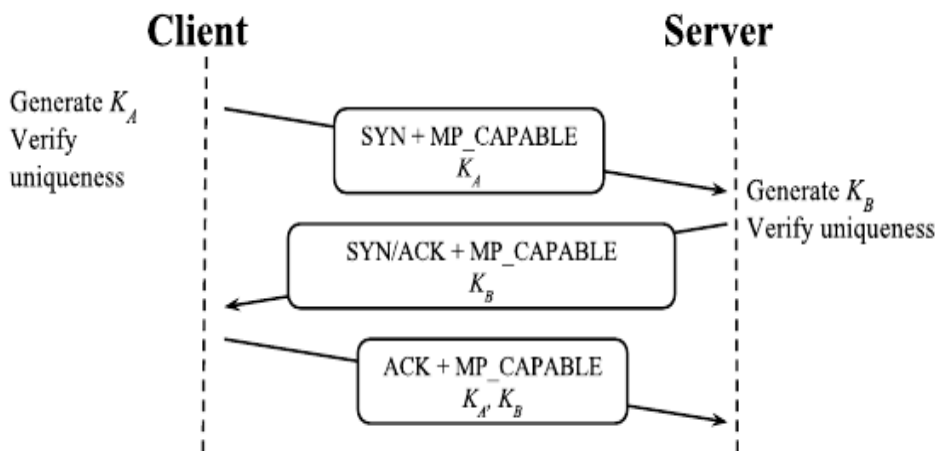 Client
Server
Generate K_A
Verify
uniqueness
SYN + MP_CAPABLE
K_A
Generate K_B
Verify uniqueness
SYN/ACK + MP_CAPABLE
K_B
ACK + MP_CAPABLE
K_A, K_B